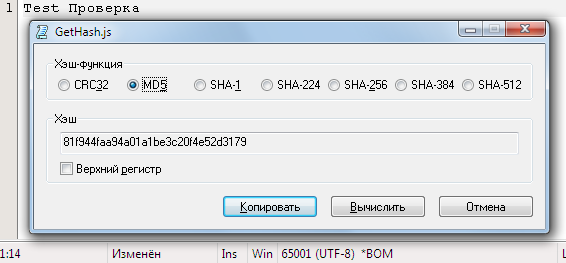 1 Test Проверка
GetHash.js
Хэш-функция
CRC32 MD5 SHA-1 SHA-224 SHA-256 SHA-384 SHA-512
Хэш
81f944faa94a01a1be3c20f4e52d3179
Верхний регистр
Копировать Вычислить Отмена
1:14 Изменён Ins Win 65001 (UTF-8) *BOM L